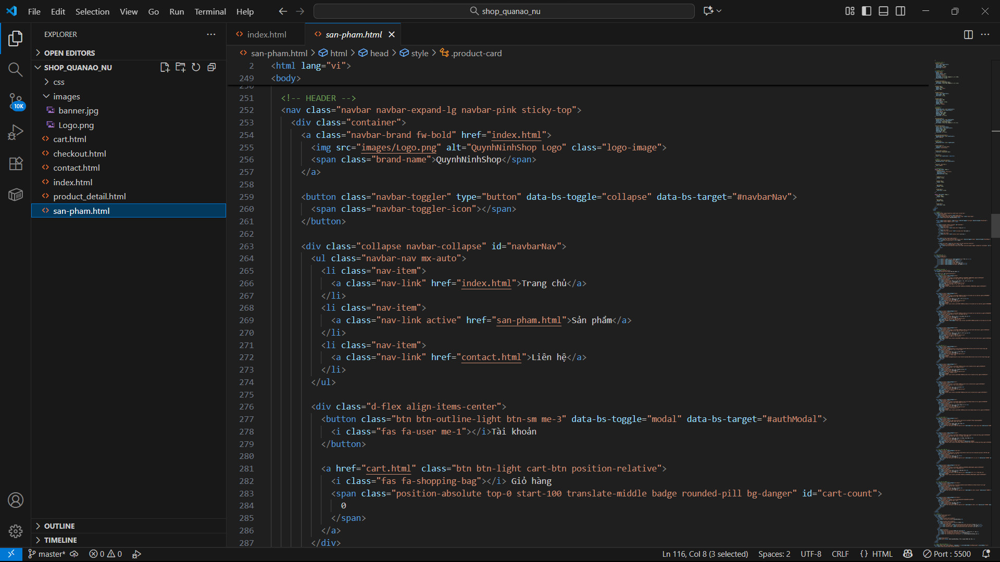 File Edit Selection View Go Run Terminal Help
shop_quanao_nu
EXPLORER
OPEN EDITORS
SHOP_QUANAO_NU
css
images
banner.jpg
Logo.png
cart.html
checkout.html
contact.html
index.html
product_detail.html
san-pham.html
OUTLINE
TIMELINE
10K
index.html
san-pham.html
san-pham.html > html > head > style > .product-card
2 <html lang="vi">
249 <body>
250
251 <!-- HEADER -->
252 <nav class="navbar navbar-expand-lg navbar-pink sticky-top">
253 <div class="container">
254 <a class="navbar-brand fw-bold" href="index.html">
255 <img src="images/Logo.png" alt="QuynhNinhShop Logo" class="logo-image">
256 <span class="brand-name">QuynhNinhShop</span>
257 </a>
258
259 <button class="navbar-toggler" type="button" data-bs-toggle="collapse" data-bs-target="#navbarNav">
260 <span class="navbar-toggler-icon"></span>
261 </button>
262
263 <div class="collapse navbar-collapse" id="navbarNav">
264 <ul class="navbar-nav mx-auto">
265 <li class="nav-item">
266 <a class="nav-link" href="index.html">Trang chủ</a>
267 </li>
268 <li class="nav-item">
269 <a class="nav-link active" href="san-pham.html">Sản phẩm</a>
270 </li>
271 <li class="nav-item">
272 <a class="nav-link" href="contact.html">Liên hệ</a>
273 </li>
274 </ul>
275
276 <div class="d-flex align-items-center">
277 <button class="btn btn-outline-light btn-sm me-3" data-bs-toggle="modal" data-bs-target="#authModal">
278 <i class="fas fa-user me-1"></i>Tài khoản
279 </button>
280
281 <a href="cart.html" class="btn btn-light cart-btn position-relative">
282 <i class="fas fa-shopping-bag"></i> Giỏ hàng
283 <span class="position-absolute top-0 start-100 translate-middle badge rounded-pill bg-danger" id="cart-count">
284 0
285 </span>
286 </a>
287 </div>
master* 0 0 Ln 116, Col 8 (3 selected) Spaces: 2 UTF-8 CRLF {} HTML Port : 5500